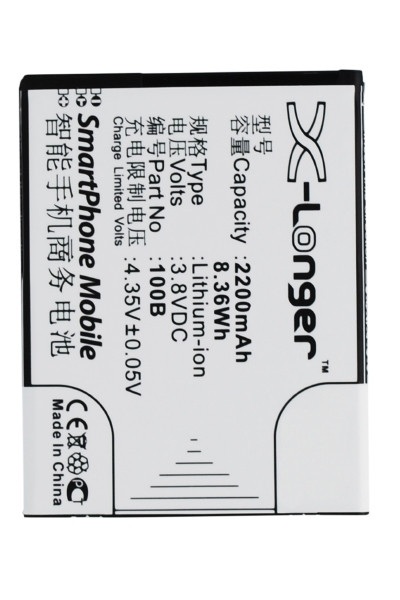 X-Longer™
型号
容量Capacity :2200mAh
8.36Wh
规格Type :Lithium-ion
电压Volts :3.8VDC
编号Part No. :100B
充电限制电压 :4.35V±0.05V
Charge Limited Volts
SmartPhone Mobile
智能手机商务电池
CE
Made In China